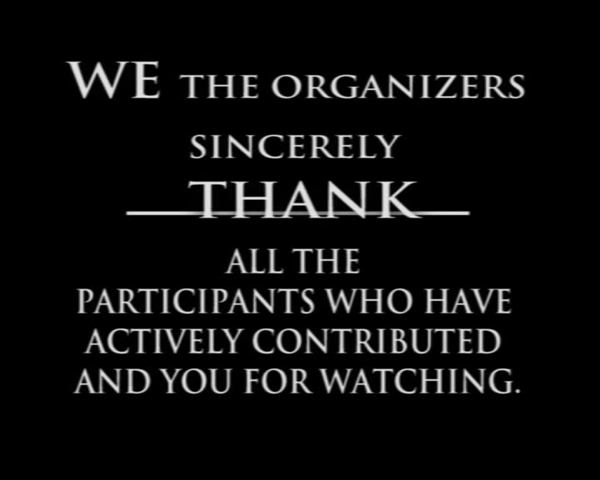 WE THE ORGANIZERS
SINCERELY
THANK
ALL THE
PARTICIPANTS WHO HAVE
ACTIVELY CONTRIBUTED
AND YOU FOR WATCHING.